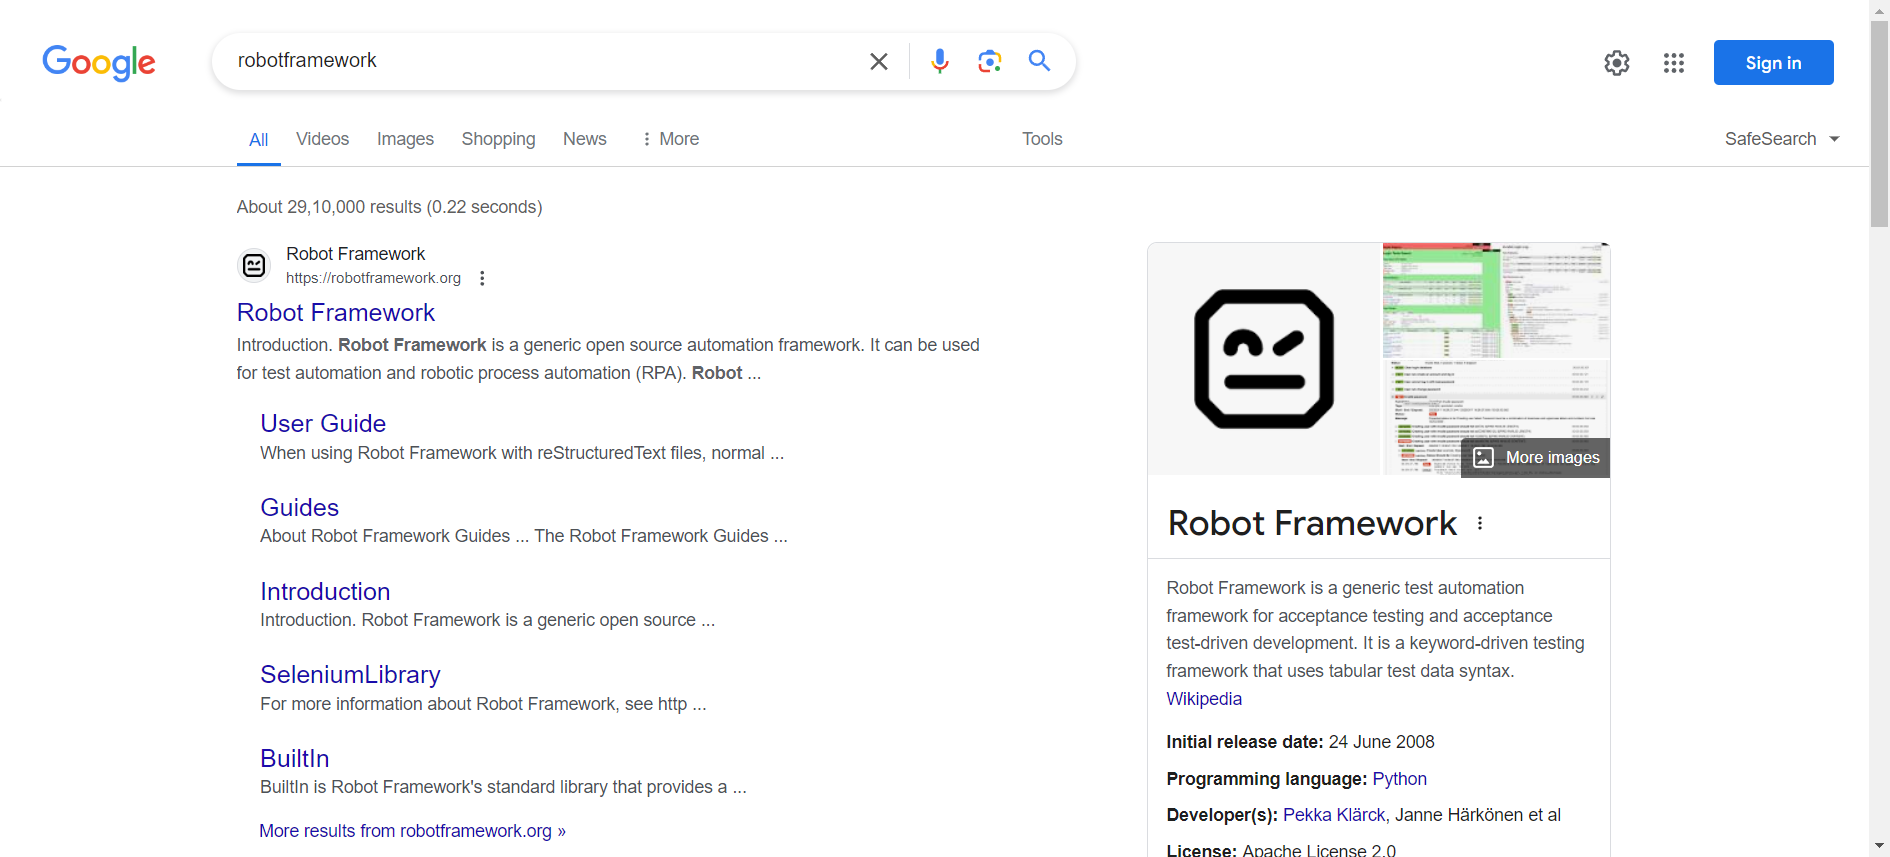 Google
robotframework
Sign in
All Videos Images Shopping News More Tools SafeSearch
About 29,10,000 results (0.22 seconds)
Robot Framework
https://robotframework.org
Robot Framework
Introduction. Robot Framework is a generic open source automation framework. It can be used
for test automation and robotic process automation (RPA). Robot ...
User Guide
When using Robot Framework with reStructuredText files, normal ...
Guides
About Robot Framework Guides ... The Robot Framework Guides ...
Introduction
Introduction. Robot Framework is a generic open source ...
SeleniumLibrary
For more information about Robot Framework, see http ...
BuiltIn
BuiltIn is Robot Framework's standard library that provides a ...
More results from robotframework.org »
More images
Robot Framework
Robot Framework is a generic test automation
framework for acceptance testing and acceptance
test-driven development. It is a keyword-driven testing
framework that uses tabular test data syntax.
Wikipedia
Initial release date: 24 June 2008
Programming language: Python
Developer(s): Pekka Klärck, Janne Härkönen et al
License: Apache License 2.0